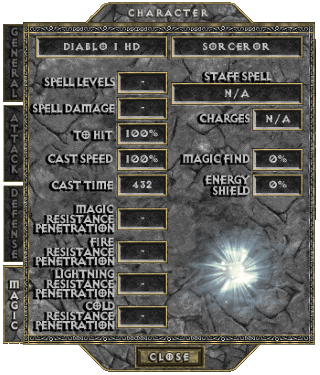 CHARACTER
DIABLO 1 HD
SORCEROR
GENERAL
ATTACK
DEFENSE
MAGIC
SPELL LEVELS -
SPELL DAMAGE -
TO HIT 100%
CAST SPEED 100%
CAST TIME 432
MAGIC
RESISTANCE -
PENETRATION
FIRE
RESISTANCE -
PENETRATION
LIGHTNING
RESISTANCE -
PENETRATION
COLD
RESISTANCE -
PENETRATION
STAFF SPELL
N/A
CHARGES N/A
MAGIC FIND 0%
ENERGY
SHIELD 0%
CLOSE